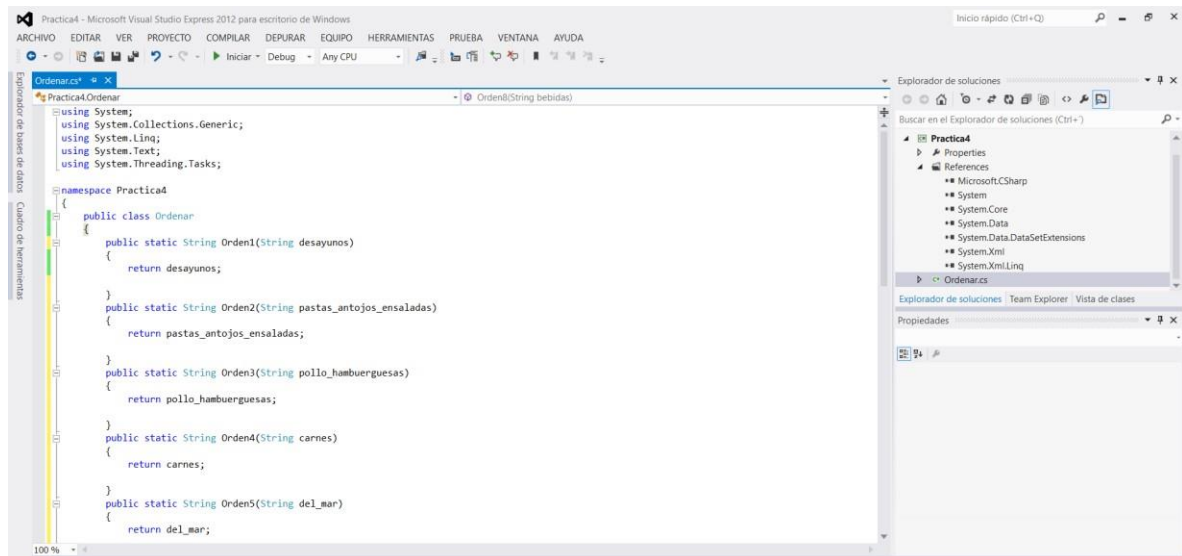 Practica4 - Microsoft Visual Studio Express 2012 para escritorio de Windows
Inicio rápido (Ctrl+Q)
ARCHIVO EDITAR VER PROYECTO COMPILAR DEPURAR EQUIPO HERRAMIENTAS PRUEBA VENTANA AYUDA
Iniciar Debug Any CPU
Explorador de bases de datos
Cuadro de herramientas
Ordenar.cs*
Practica4.Ordenar
Orden8(String bebidas)
using System;
using System.Collections.Generic;
using System.Linq;
using System.Text;
using System.Threading.Tasks;
namespace Practica4
{
public class Ordenar
{
public static String Orden1(String desayunos)
{
return desayunos;
}
public static String Orden2(String pastas_antojos_ensaladas)
{
return pastas_antojos_ensaladas;
}
public static String Orden3(String pollo_hambuerguesas)
{
return pollo_hambuerguesas;
}
public static String Orden4(String carnes)
{
return carnes;
}
public static String Orden5(String del_mar)
{
return del_mar;
100 %
Explorador de soluciones
Buscar en el Explorador de soluciones (Ctrl+¨)
Practica4
Properties
References
Microsoft.CSharp
System
System.Core
System.Data
System.Data.DataSetExtensions
System.Xml
System.Xml.Linq
Ordenar.cs
Explorador de soluciones Team Explorer Vista de clases
Propiedades